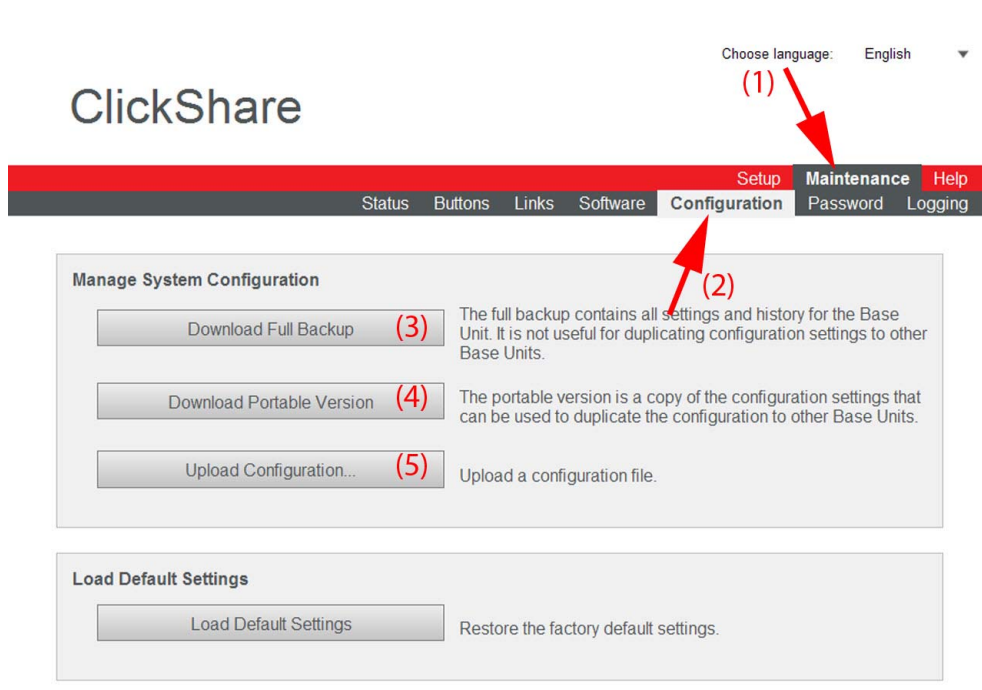 Choose language: English
(1)
ClickShare
Setup Maintenance Help
Status Buttons Links Software Configuration Password Logging
(2)
Manage System Configuration
Download Full Backup (3)
The full backup contains all settings and history for the Base
Unit. It is not useful for duplicating configuration settings to other
Base Units.
Download Portable Version (4)
The portable version is a copy of the configuration settings that
can be used to duplicate the configuration to other Base Units.
Upload Configuration... (5)
Upload a configuration file.
Load Default Settings
Load Default Settings
Restore the factory default settings.